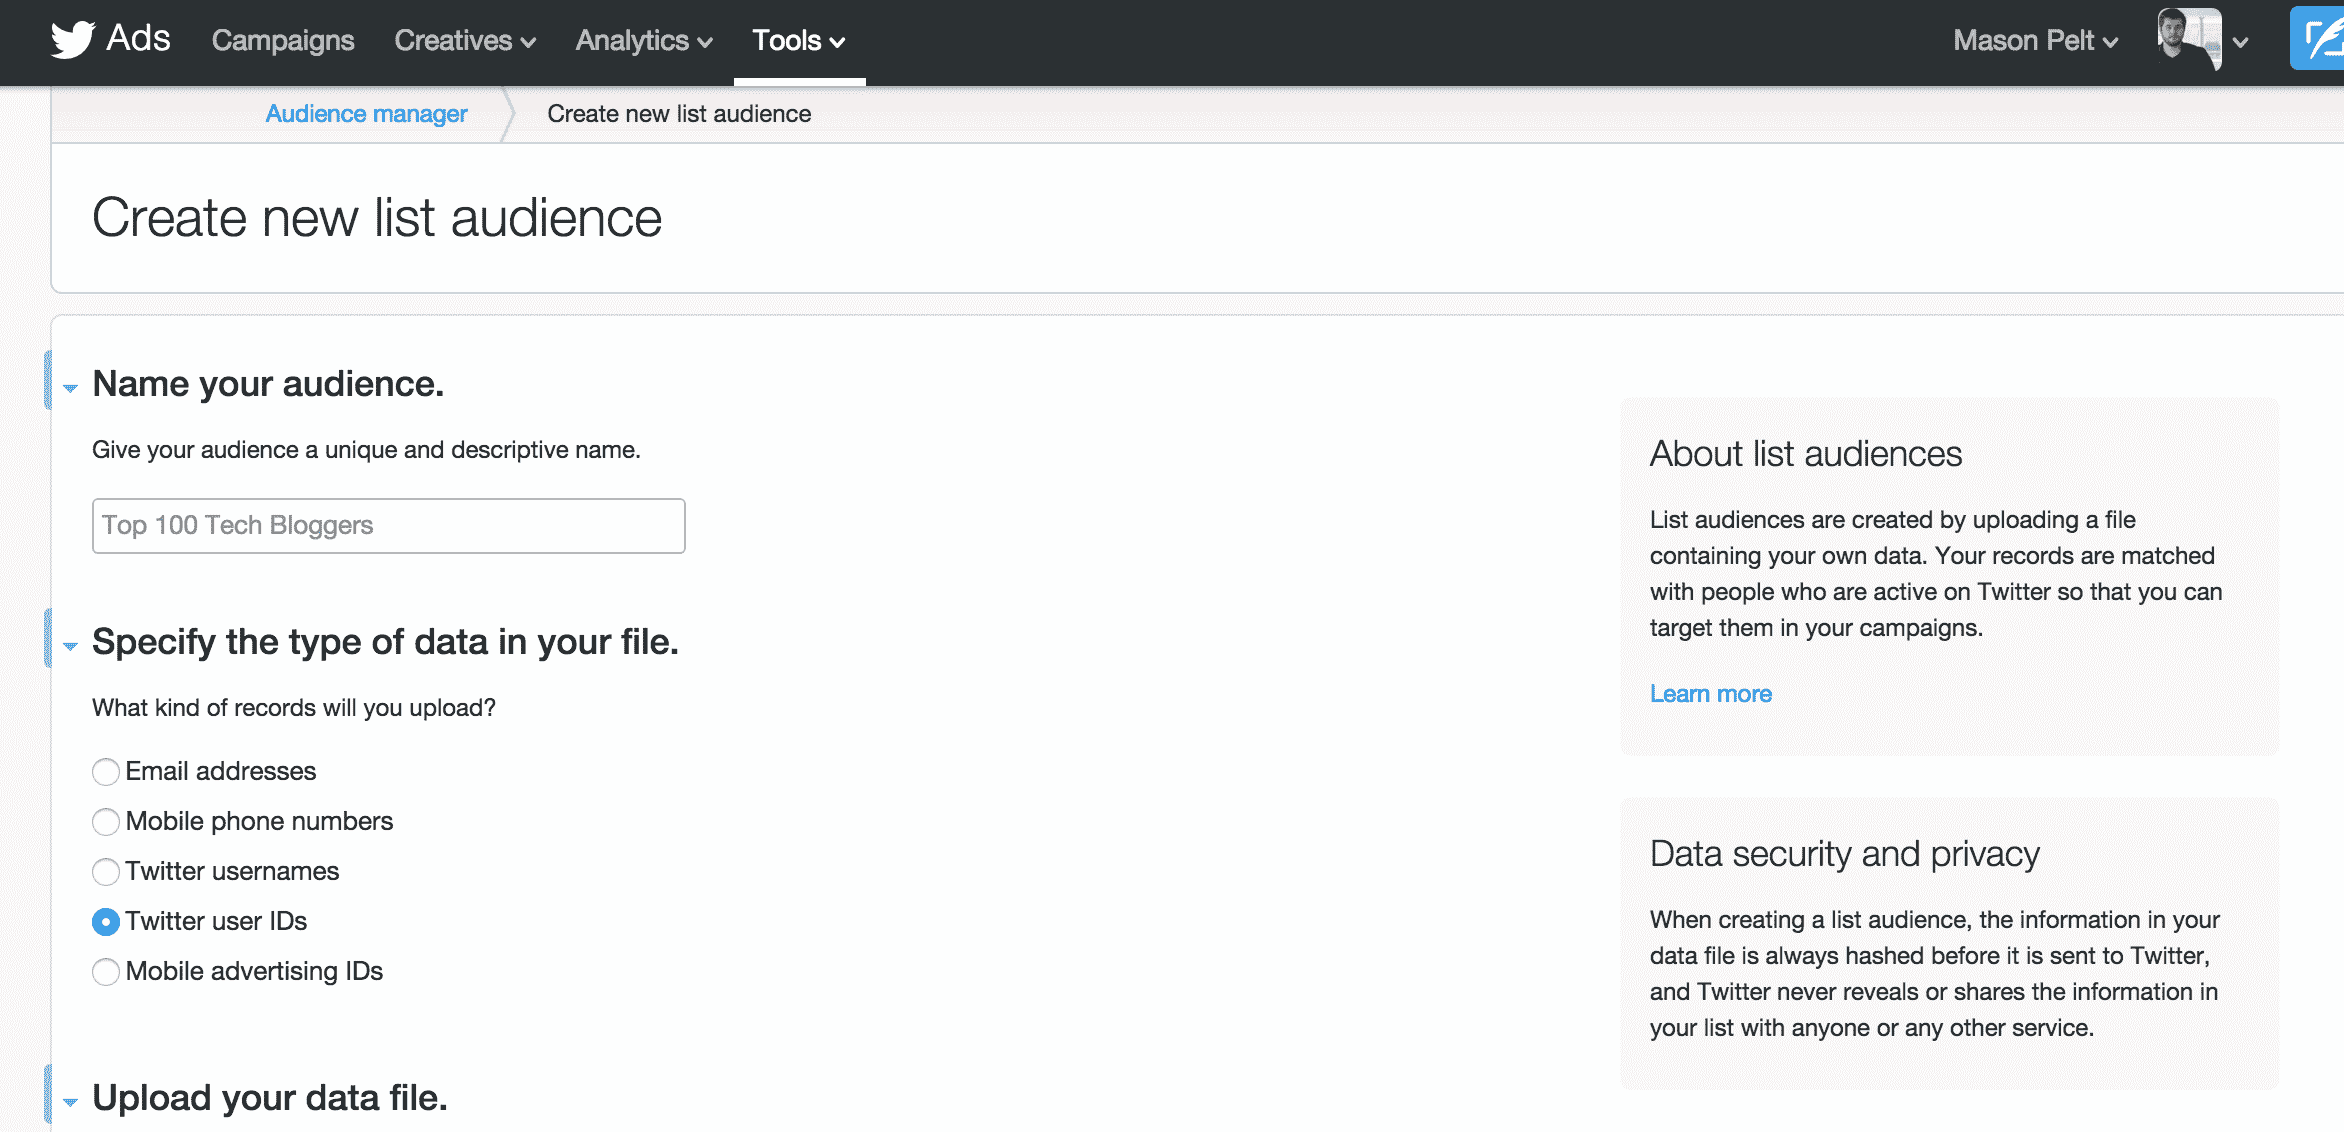 Ads Campaigns Creatives Analytics Tools Mason Pelt
Audience manager Create new list audience
Create new list audience
Name your audience.
Give your audience a unique and descriptive name.
Top 100 Tech Bloggers
Specify the type of data in your file.
What kind of records will you upload?
Email addresses
Mobile phone numbers
Twitter usernames
Twitter user IDs
Mobile advertising IDs
Upload your data file.
About list audiences
List audiences are created by uploading a file
containing your own data. Your records are matched
with people who are active on Twitter so that you can
target them in your campaigns.
Learn more
Data security and privacy
When creating a list audience, the information in your
data file is always hashed before it is sent to Twitter,
and Twitter never reveals or shares the information in
your list with anyone or any other service.